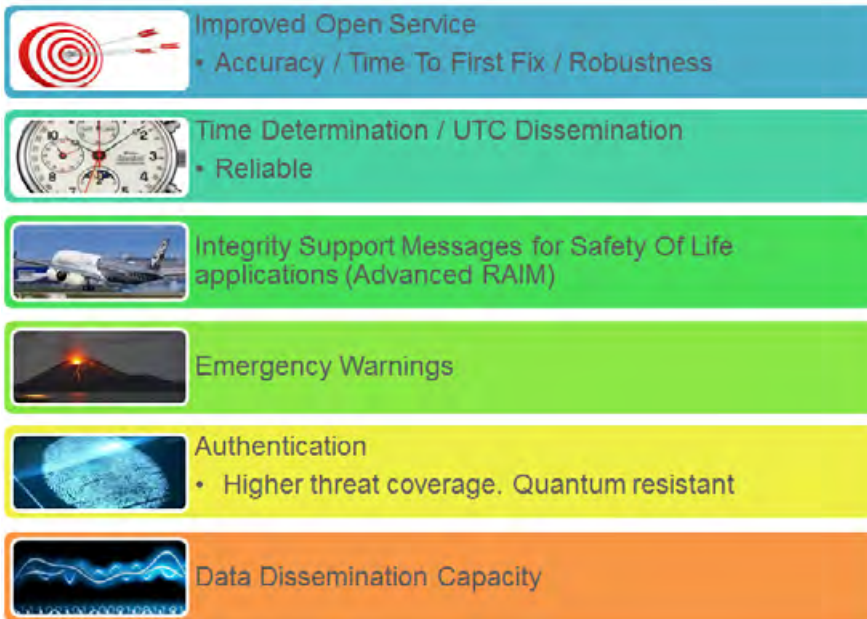 Improved Open Service
• Accuracy / Time To First Fix / Robustness
Time Determination / UTC Dissemination
• Reliable
Integrity Support Messages for Safety Of Life
applications (Advanced RAIM)
Emergency Warnings
Authentication
• Higher threat coverage. Quantum resistant
Data Dissemination Capacity